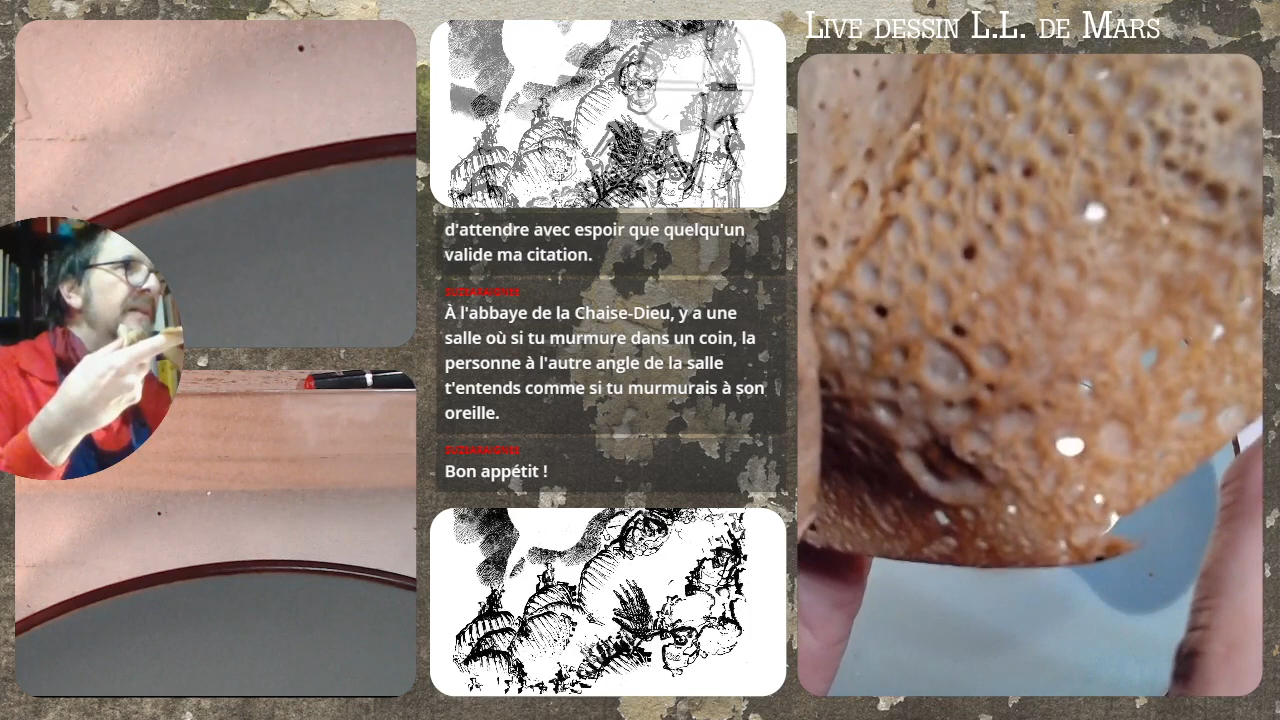 Live dessin L.L. de Mars
d'attendre avec espoir que quelqu'un
valide ma citation.
À l'abbaye de la Chaise-Dieu, y a une
salle où si tu murmure dans un coin, la
personne à l'autre angle de la salle
t'entends comme si tu murmurais à son
oreille.
Bon appétit !